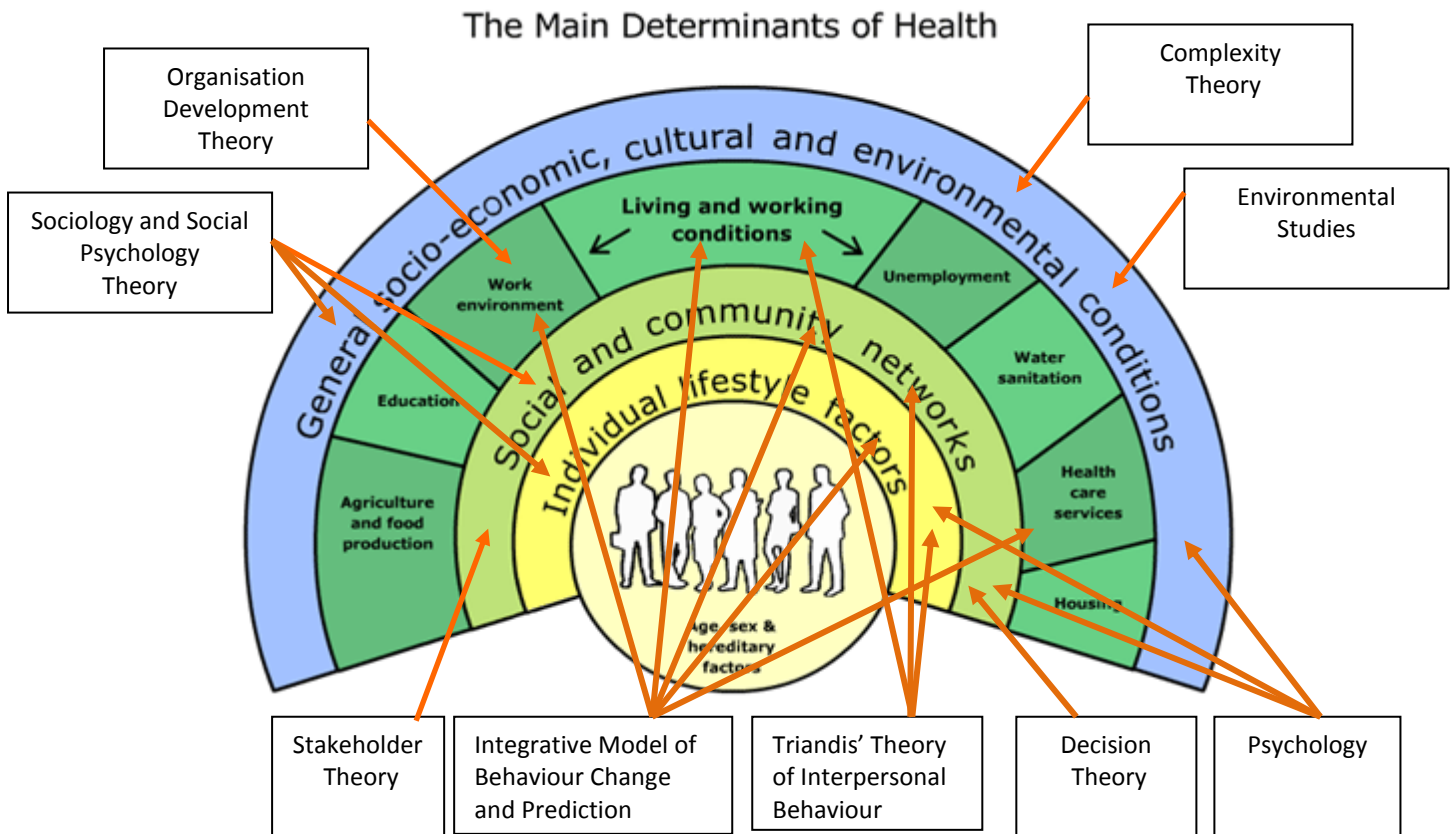 The Main Determinants of Health
Organisation
Development
Theory
Complexity
Theory
Sociology and Social
Psychology
Theory
Environmental
Studies
General socio-economic, cultural and environmental conditions
Living and working
conditions
Work
environment
Unemployment
Education
Water
sanitation
Agriculture
and food
production
Health
care
services
Housing
Social and community networks
Individual lifestyle factors
Age, sex &
hereditary
factors
Stakeholder
Theory
Integrative Model of
Behaviour Change
and Prediction
Triandis’ Theory
of Interpersonal
Behaviour
Decision
Theory
Psychology